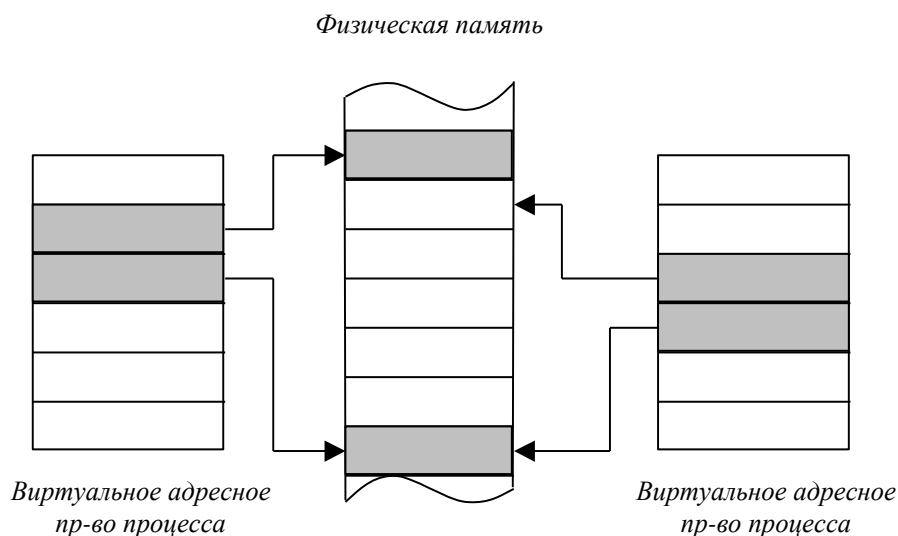 Физическая память
Виртуальное адресное
пр-во процесса
Виртуальное адресное
пр-во процесса